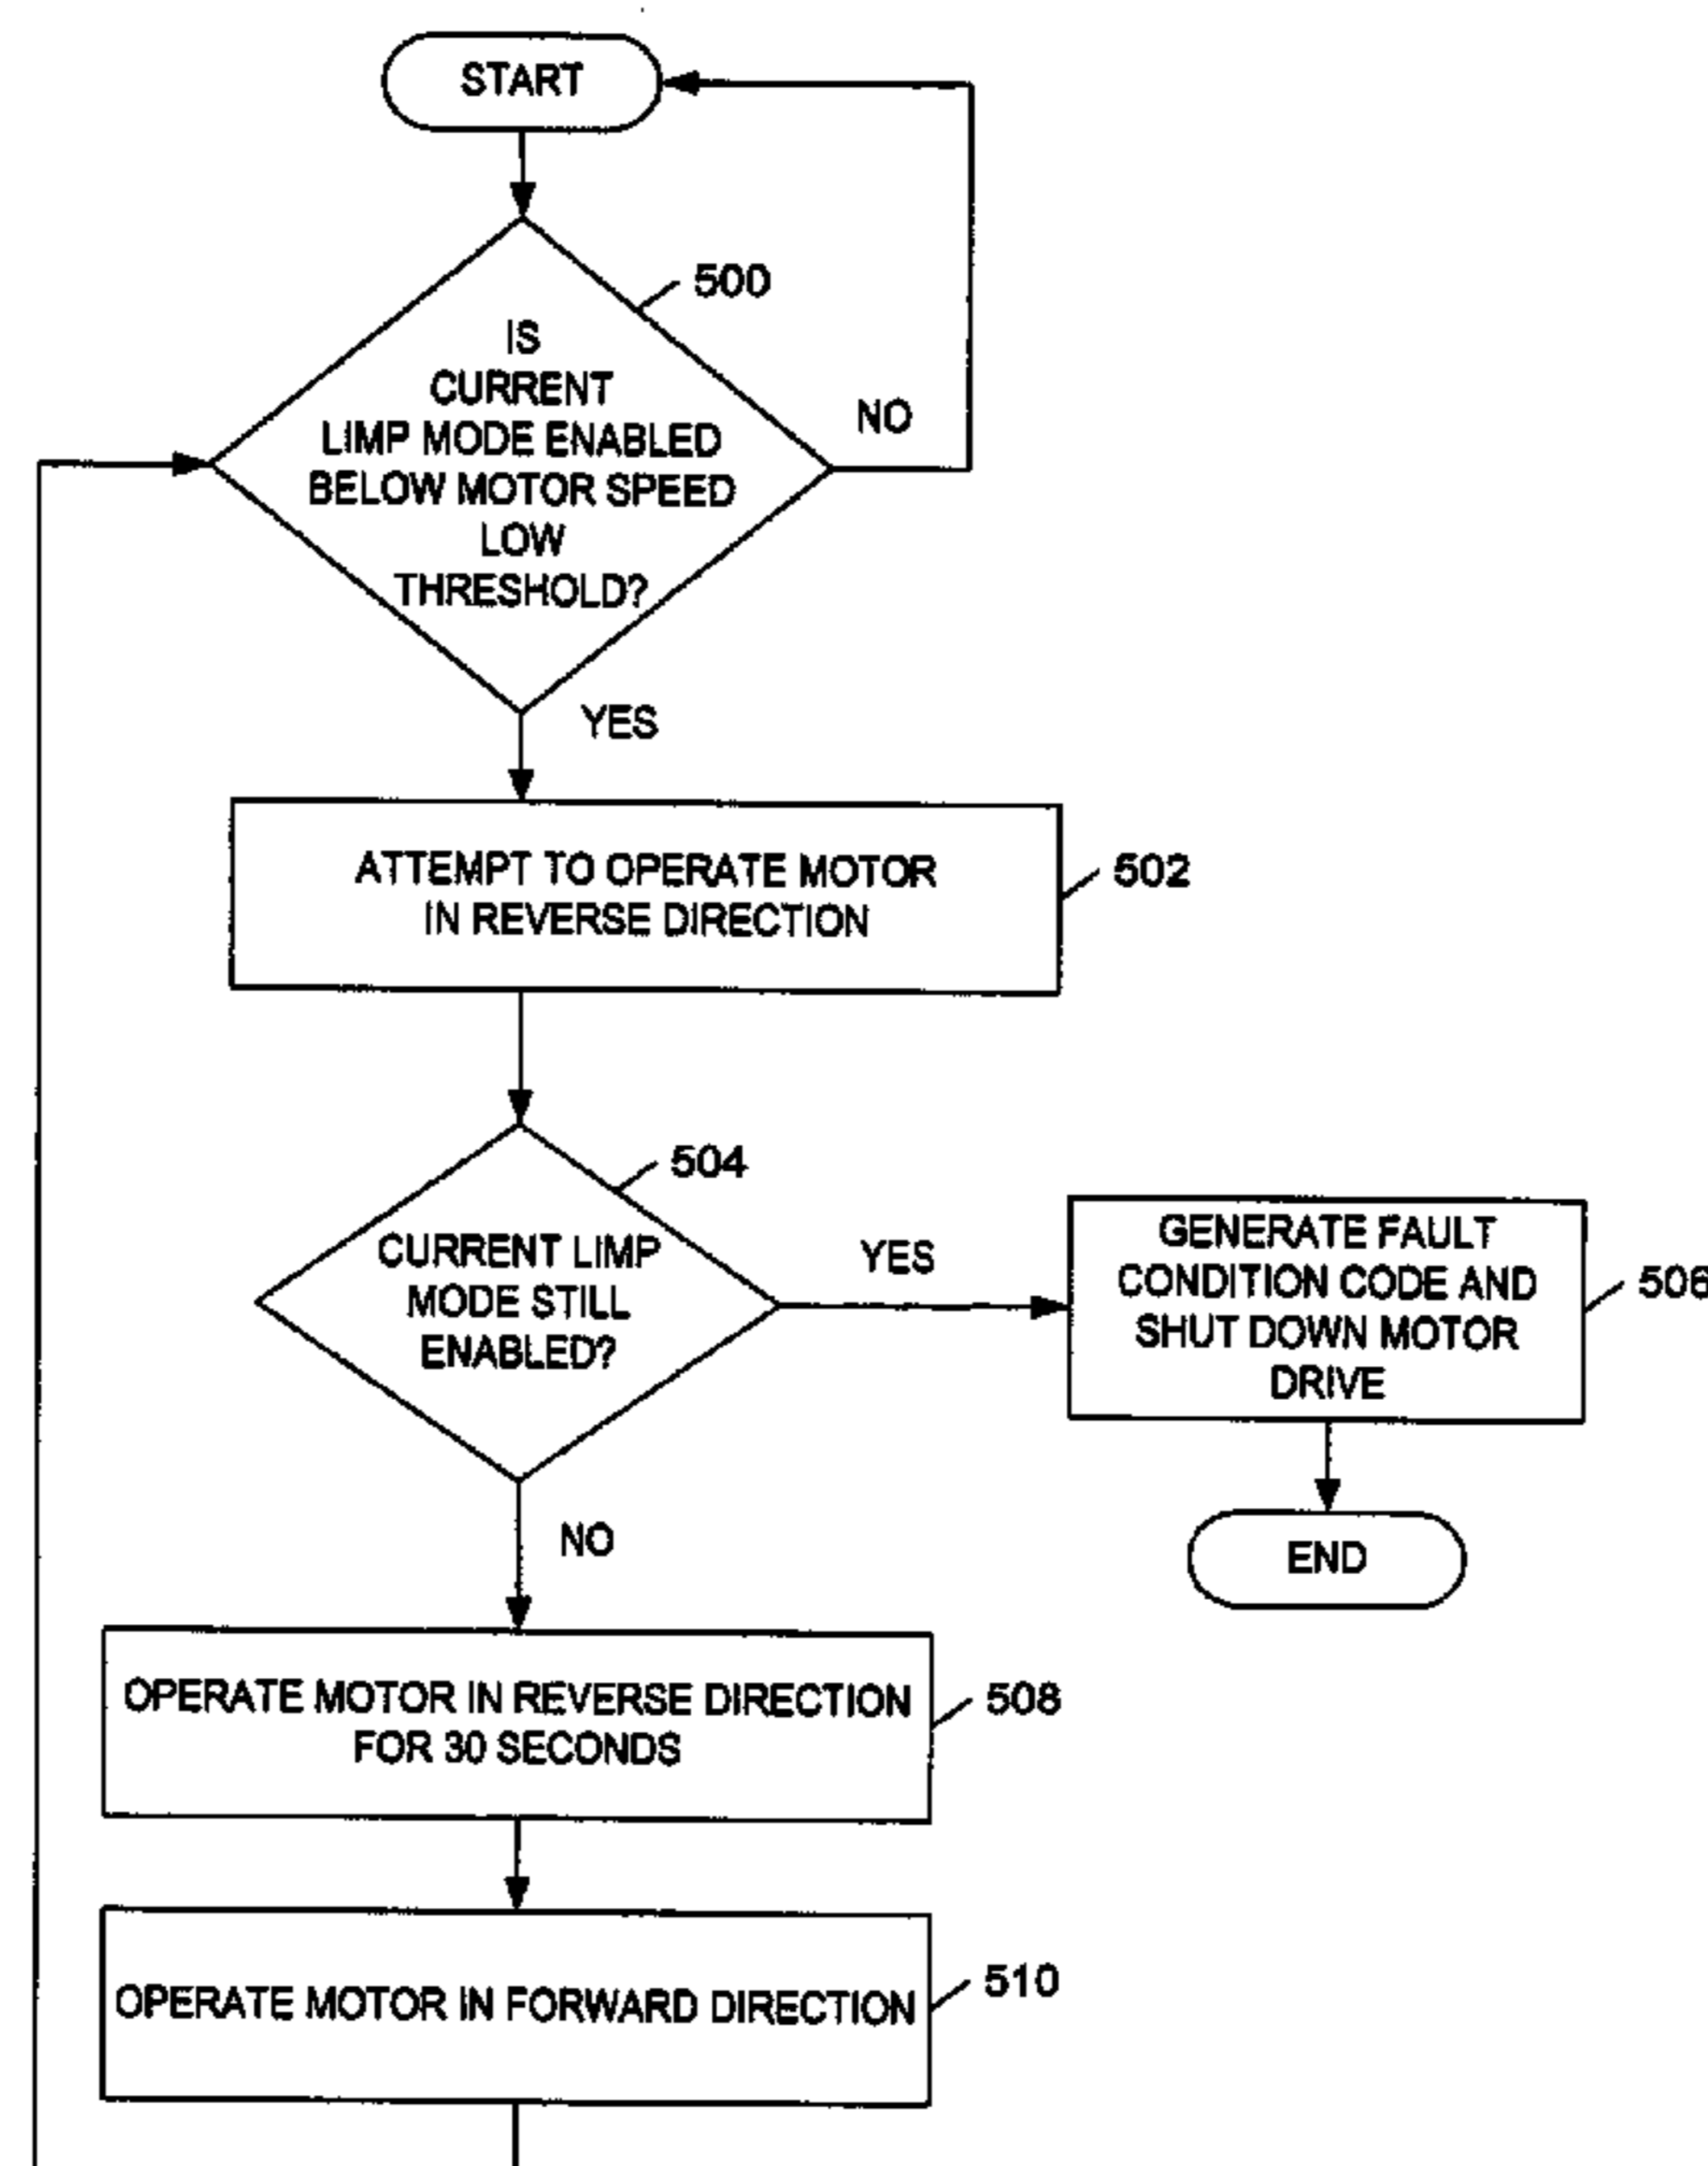 START
500
IS
CURRENT
LIMP MODE ENABLED
BELOW MOTOR SPEED
LOW
THRESHOLD?
NO
YES
ATTEMPT TO OPERATE MOTOR
IN REVERSE DIRECTION
502
504
CURRENT LIMP
MODE STILL
ENABLED?
YES
GENERATE FAULT
CONDITION CODE AND
SHUT DOWN MOTOR
DRIVE
506
NO
END
OPERATE MOTOR IN REVERSE DIRECTION
FOR 30 SECONDS
508
OPERATE MOTOR IN FORWARD DIRECTION
510